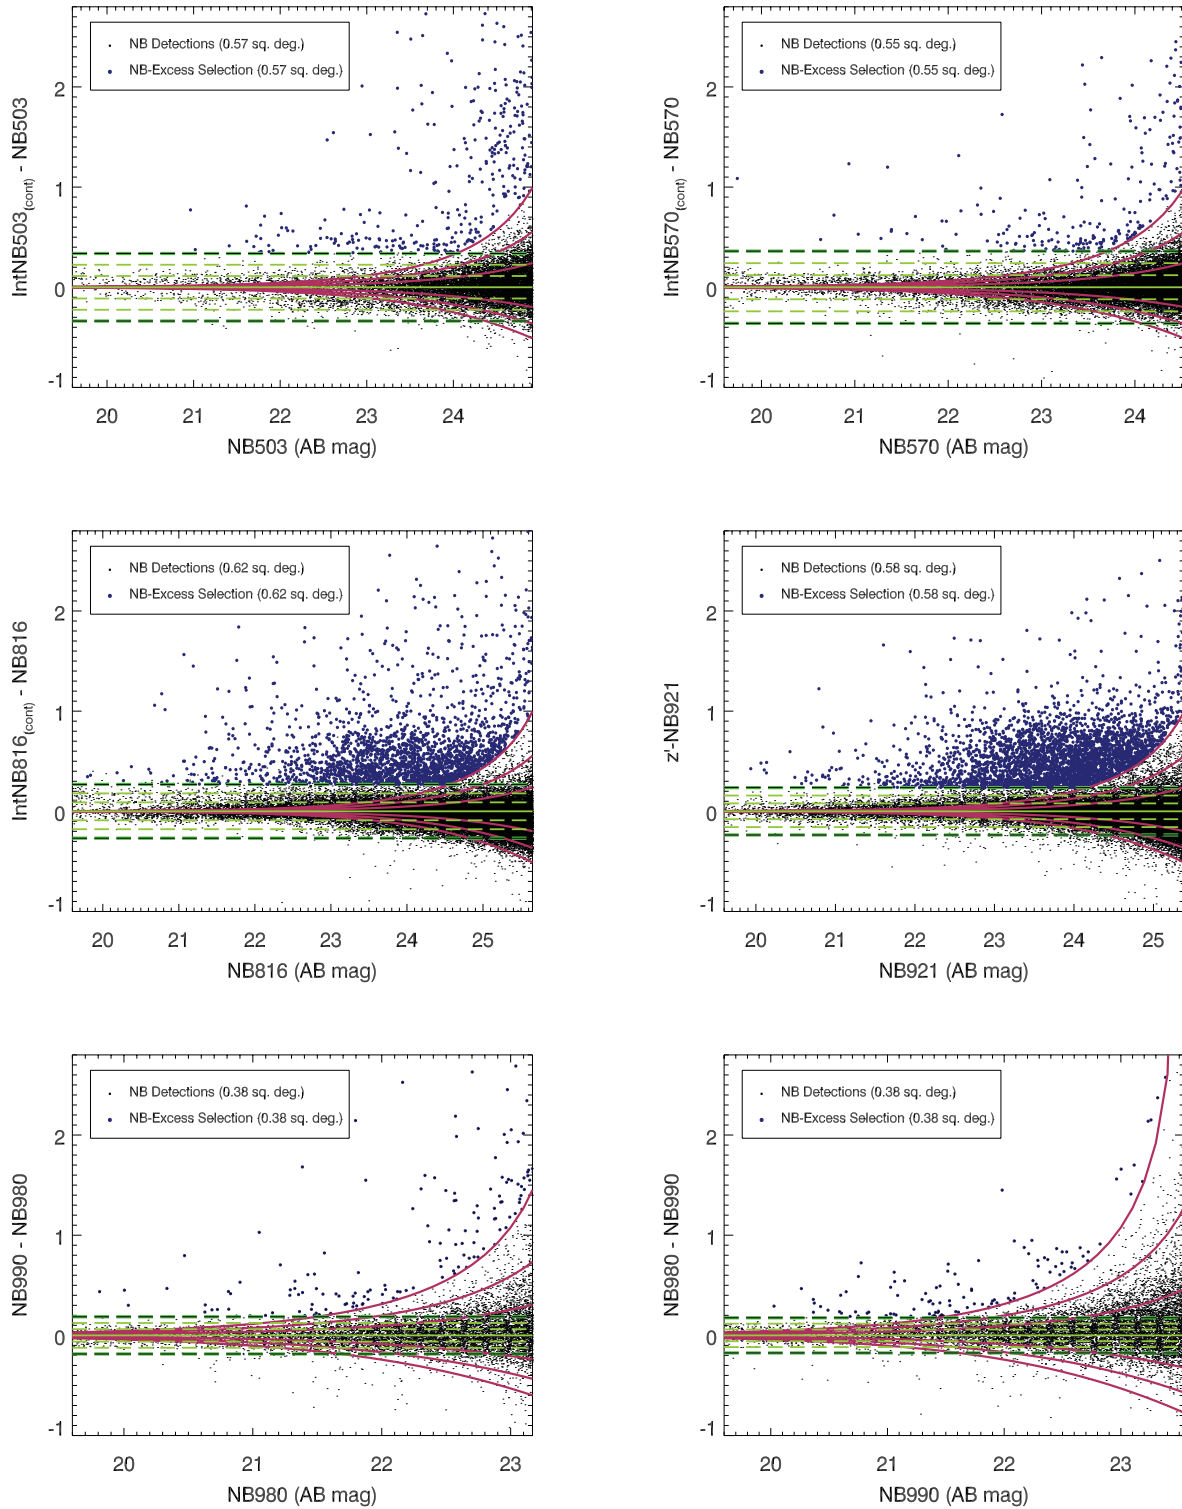 NB Detections (0.57 sq. deg.)
NB-Excess Selection (0.57 sq. deg.)
IntNB503(cont) - NB503
2
1
0
-1
20 21 22 23 24
NB503 (AB mag)
NB Detections (0.55 sq. deg.)
NB-Excess Selection (0.55 sq. deg.)
IntNB570(cont) - NB570
2
1
0
-1
20 21 22 23 24
NB570 (AB mag)
NB Detections (0.62 sq. deg.)
NB-Excess Selection (0.62 sq. deg.)
IntNB816(cont) - NB816
2
1
0
-1
20 21 22 23 24 25
NB816 (AB mag)
NB Detections (0.58 sq. deg.)
NB-Excess Selection (0.58 sq. deg.)
z'-NB921
2
1
0
-1
20 21 22 23 24 25
NB921 (AB mag)
NB Detections (0.38 sq. deg.)
NB-Excess Selection (0.38 sq. deg.)
NB990 - NB980
2
1
0
-1
20 21 22 23
NB980 (AB mag)
NB Detections (0.38 sq. deg.)
NB-Excess Selection (0.38 sq. deg.)
NB980 - NB990
2
1
0
-1
20 21 22 23
NB990 (AB mag)